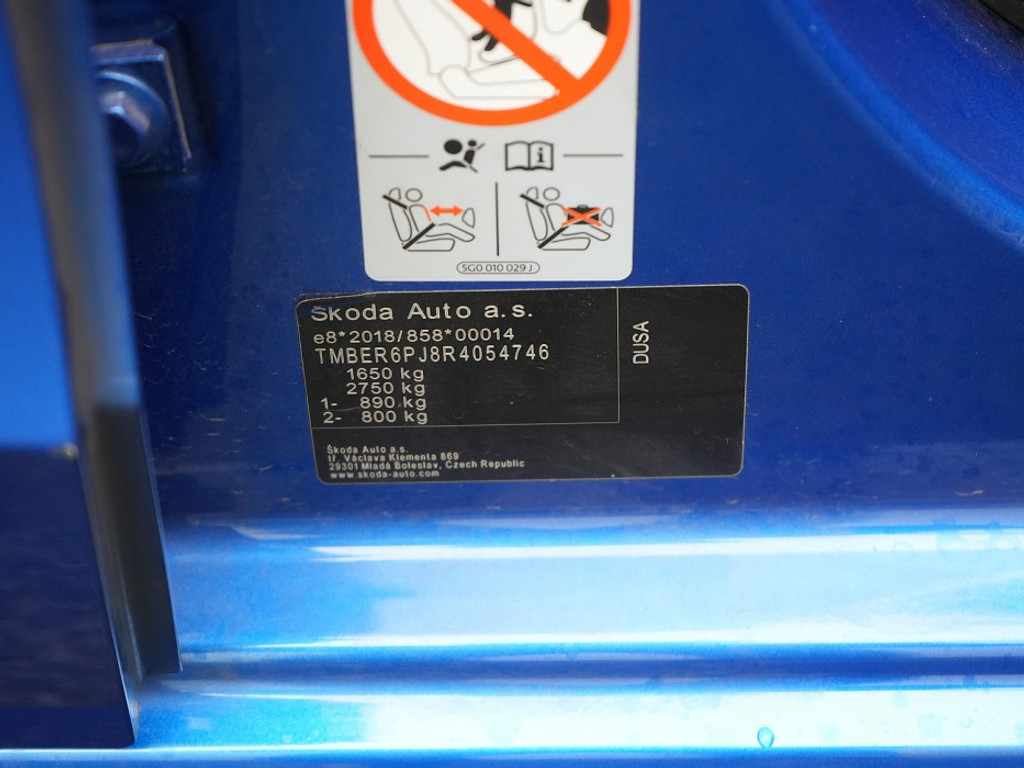 5G0 010 029 J
Škoda Auto a.s.
e8*2018/858*00014
TMBER6PJ8R4054746
1650 kg
2750 kg
1- 890 kg
2- 800 kg
DUSA
Škoda Auto a.s.
tř. Václava Klementa 869
29301 Mladá Boleslav, Czech Republic
www.skoda-auto.com